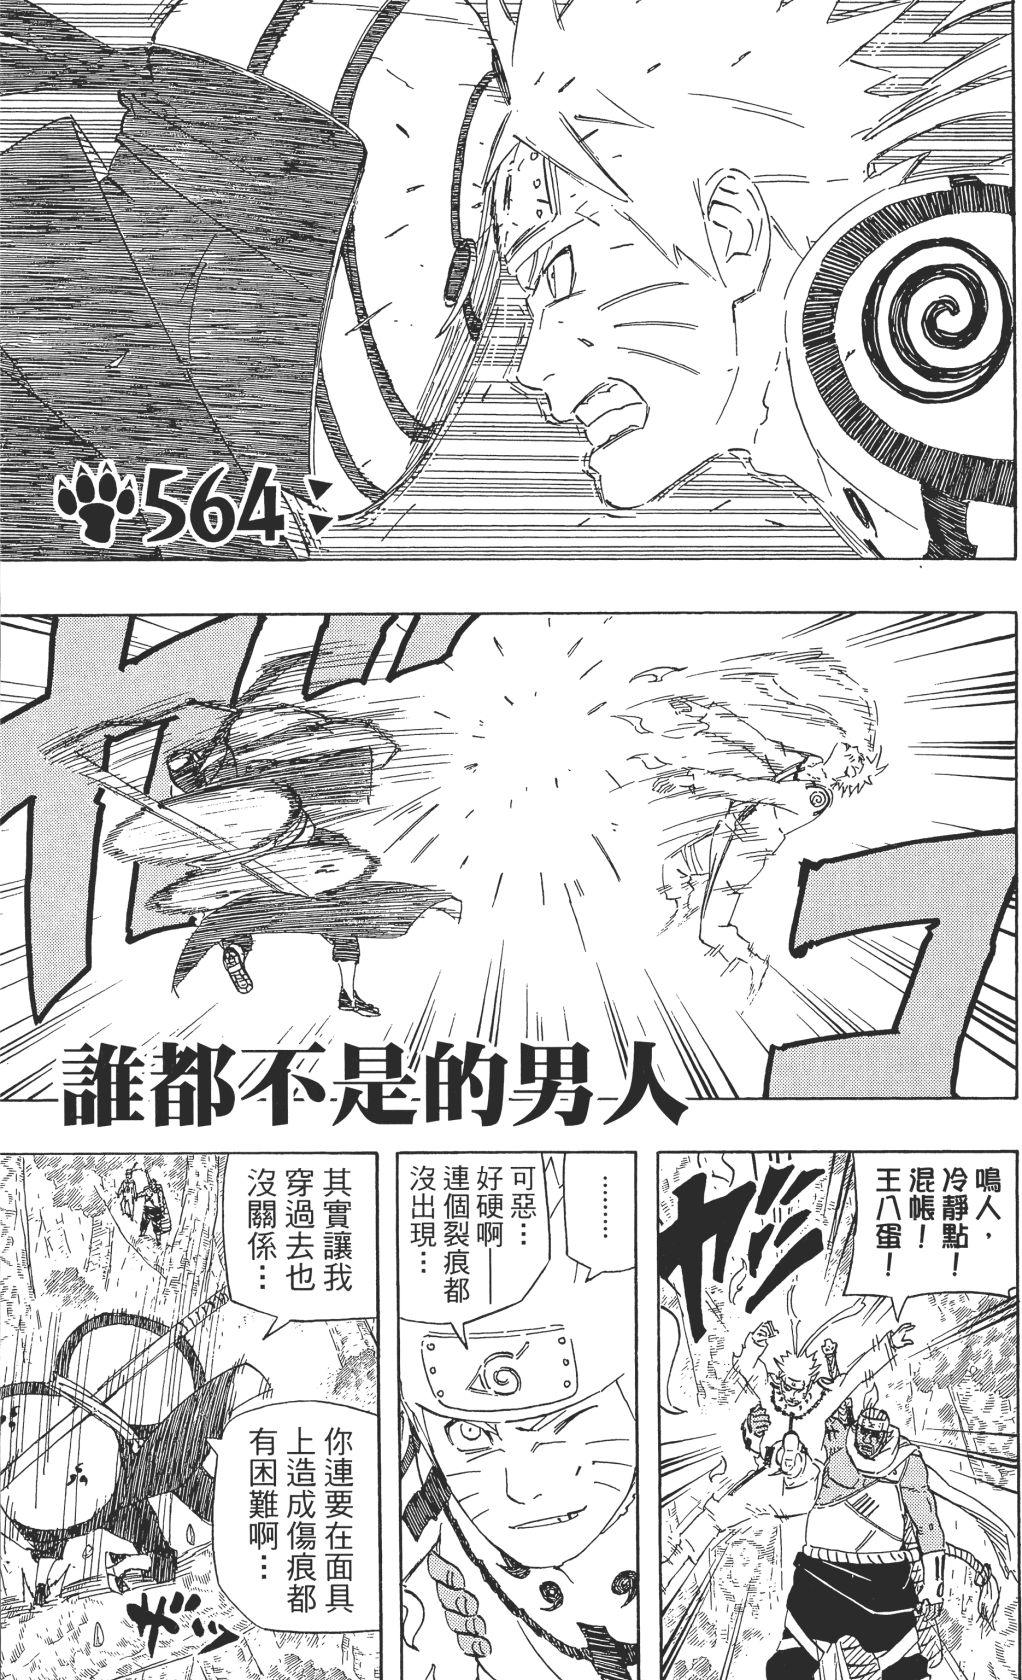 564
誰都不是的男人
鳴人，
冷靜點！
混帳！
王八蛋！
………
可惡…
好硬啊——
連個裂痕都
沒出現…
其實讓我
穿過去也
沒關係…
你連要在面具
上造成傷痕都
有困難啊…
ザッ